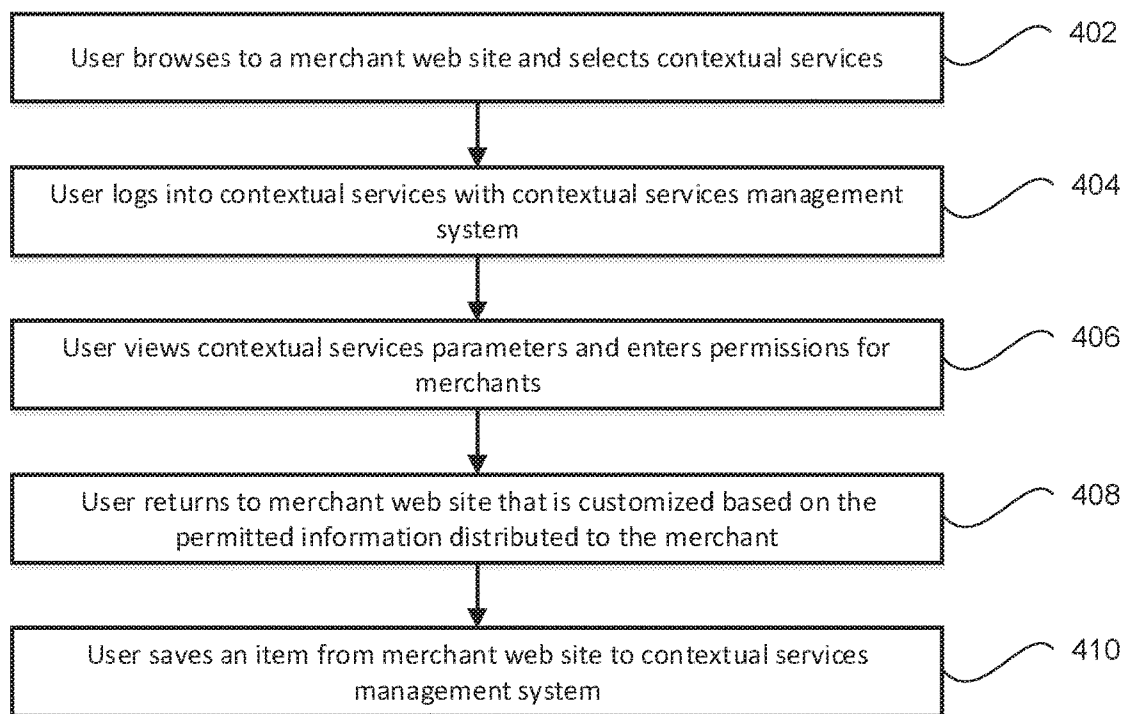 User browses to a merchant web site and selects contextual services
402
User logs into contextual services with contextual services management
system
404
User views contextual services parameters and enters permissions for
merchants
406
User returns to merchant web site that is customized based on the
permitted information distributed to the merchant
408
User saves an item from merchant web site to contextual services
management system
410